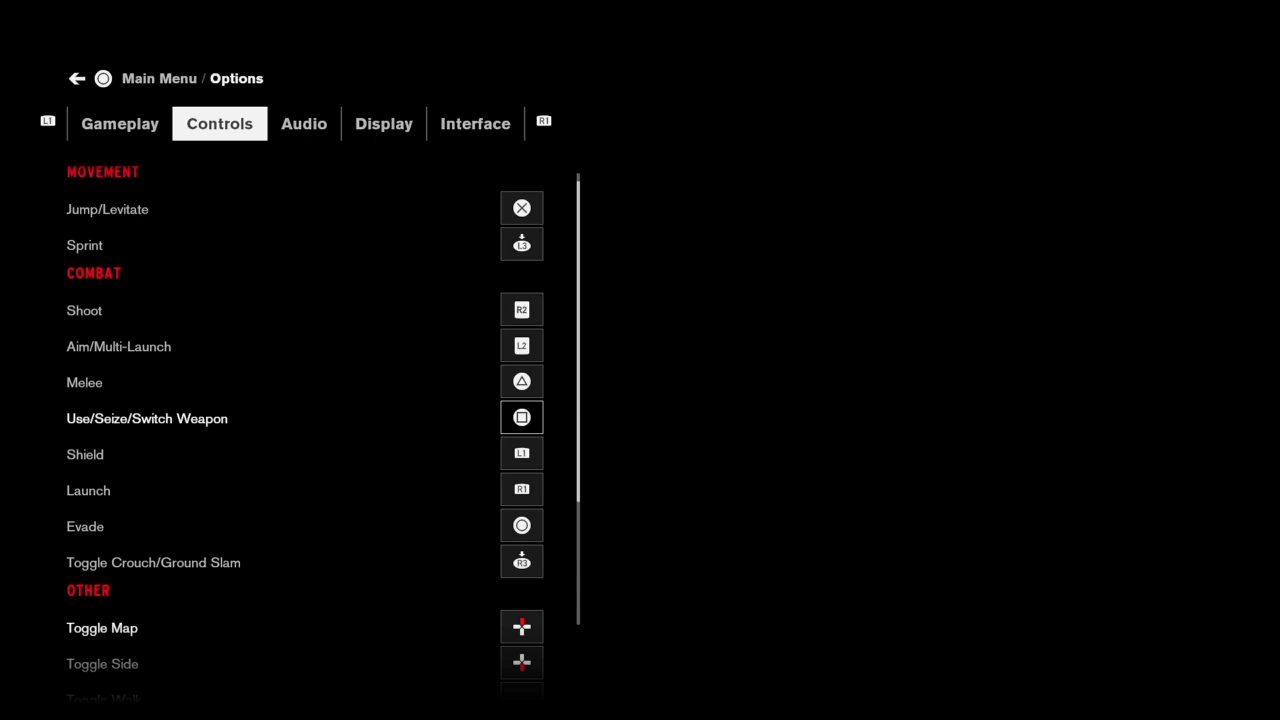 Main Menu / Options
L1 Gameplay Controls Audio Display Interface R1
MOVEMENT
Jump/Levitate
Sprint L3
COMBAT
Shoot R2
Aim/Multi-Launch L2
Melee
Use/Seize/Switch Weapon
Shield L1
Launch R1
Evade
Toggle Crouch/Ground Slam R3
OTHER
Toggle Map
Toggle Side
Toggle Walk